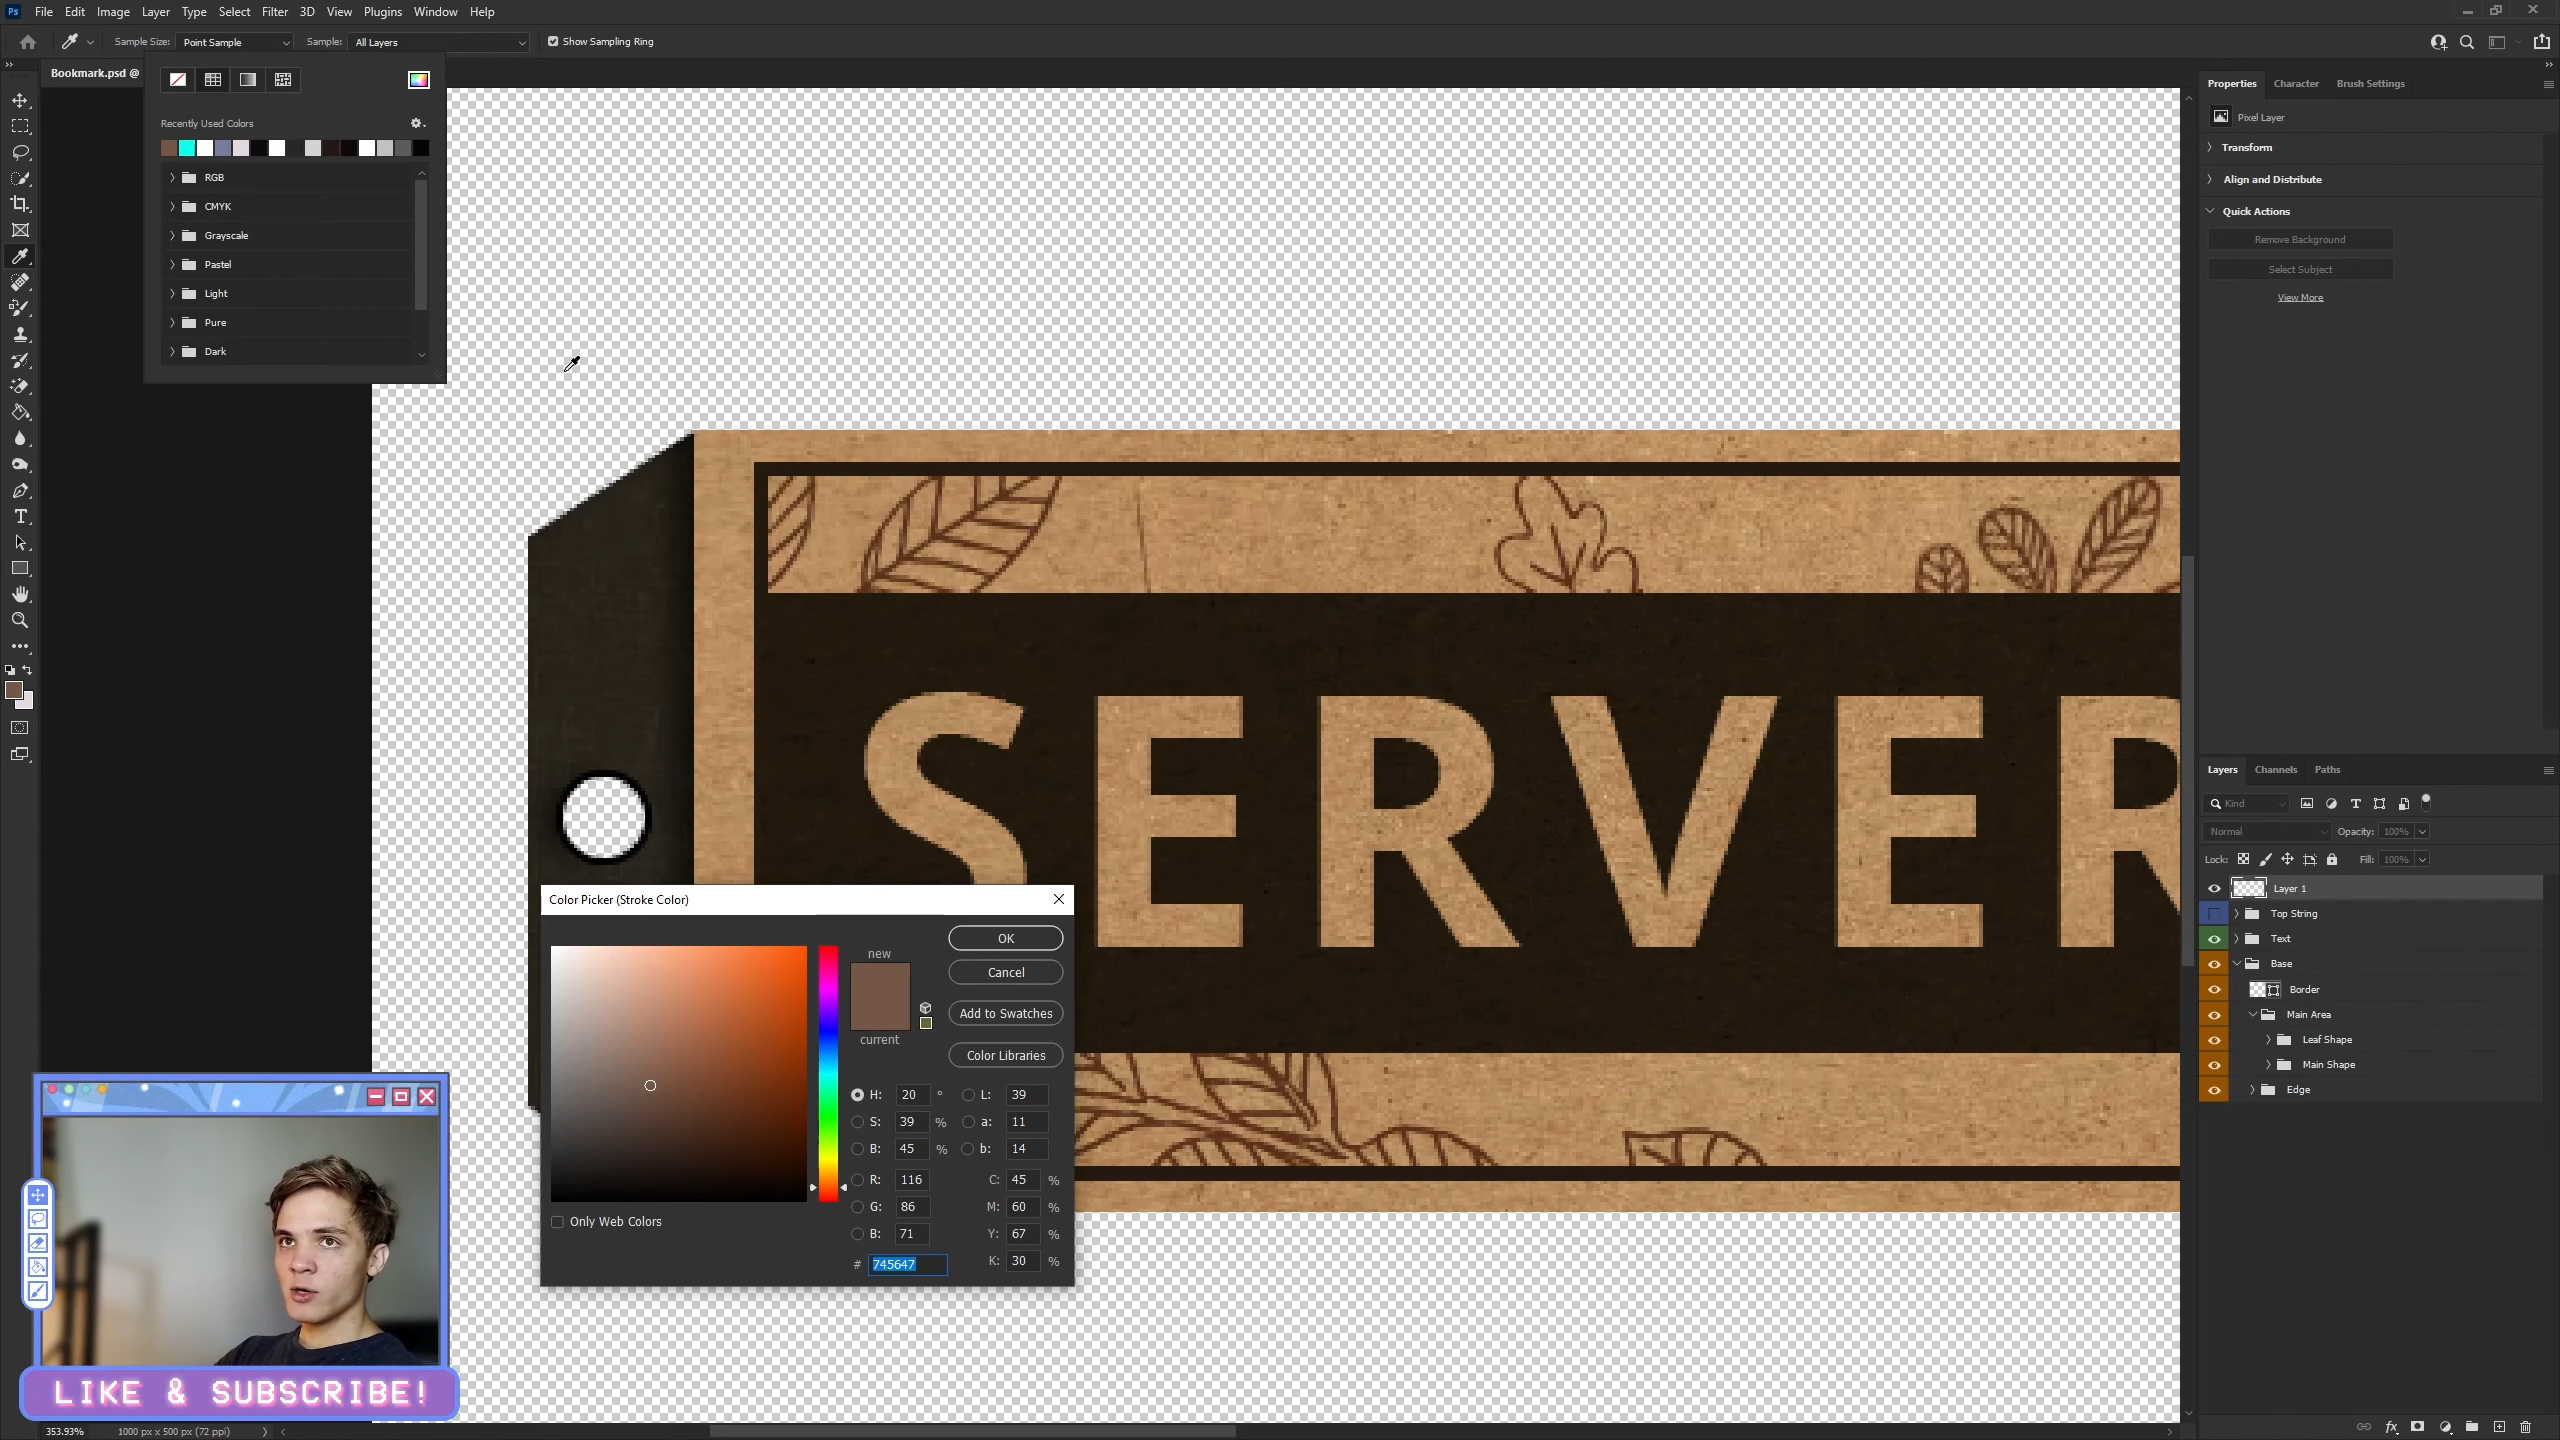 Ps File Edit Image Layer Type Select Filter 3D View Plugins Window Help
Sample Size: Point Sample Sample: All Layers Show Sampling Ring
Bookmark.psd @
Recently Used Colors
RGB
CMYK
Grayscale
Pastel
Light
Pure
Dark
SERVER
Color Picker (Stroke Color)
new
current
OK
Cancel
Add to Swatches
Color Libraries
H: 20 °
S: 39 %
B: 45 %
R: 116
G: 86
B: 71
# 745647
L: 39
a: 11
b: 14
C: 45 %
M: 60 %
Y: 67 %
K: 30 %
Only Web Colors
Properties Character Brush Settings
Pixel Layer
Transform
Align and Distribute
Quick Actions
Remove Background
Select Subject
View More
Layers Channels Paths
Kind
Normal Opacity: 100%
Lock: Fill: 100%
Layer 1
Top String
Text
Base
Border
Main Area
Leaf Shape
Main Shape
Edge
fx
LIKE & SUBSCRIBE!
353.93% 1000 px x 500 px (72 ppi)